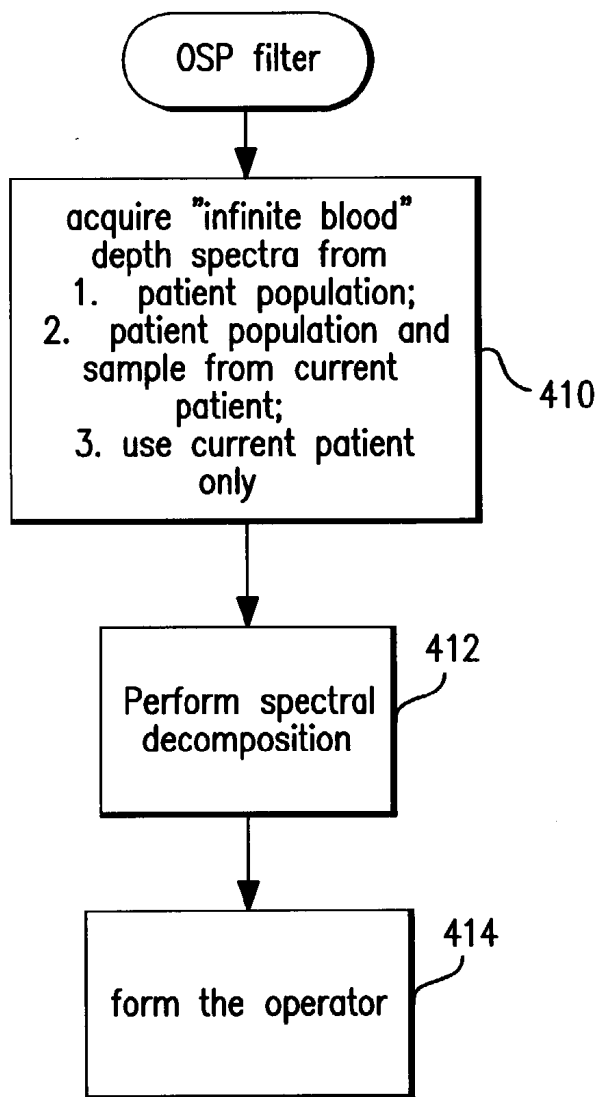 OSP filter
acquire "infinite blood"
depth spectra from
1. patient population;
2. patient population and
sample from current
patient;
3. use current patient
only
410
412
Perform spectral
decomposition
414
form the operator